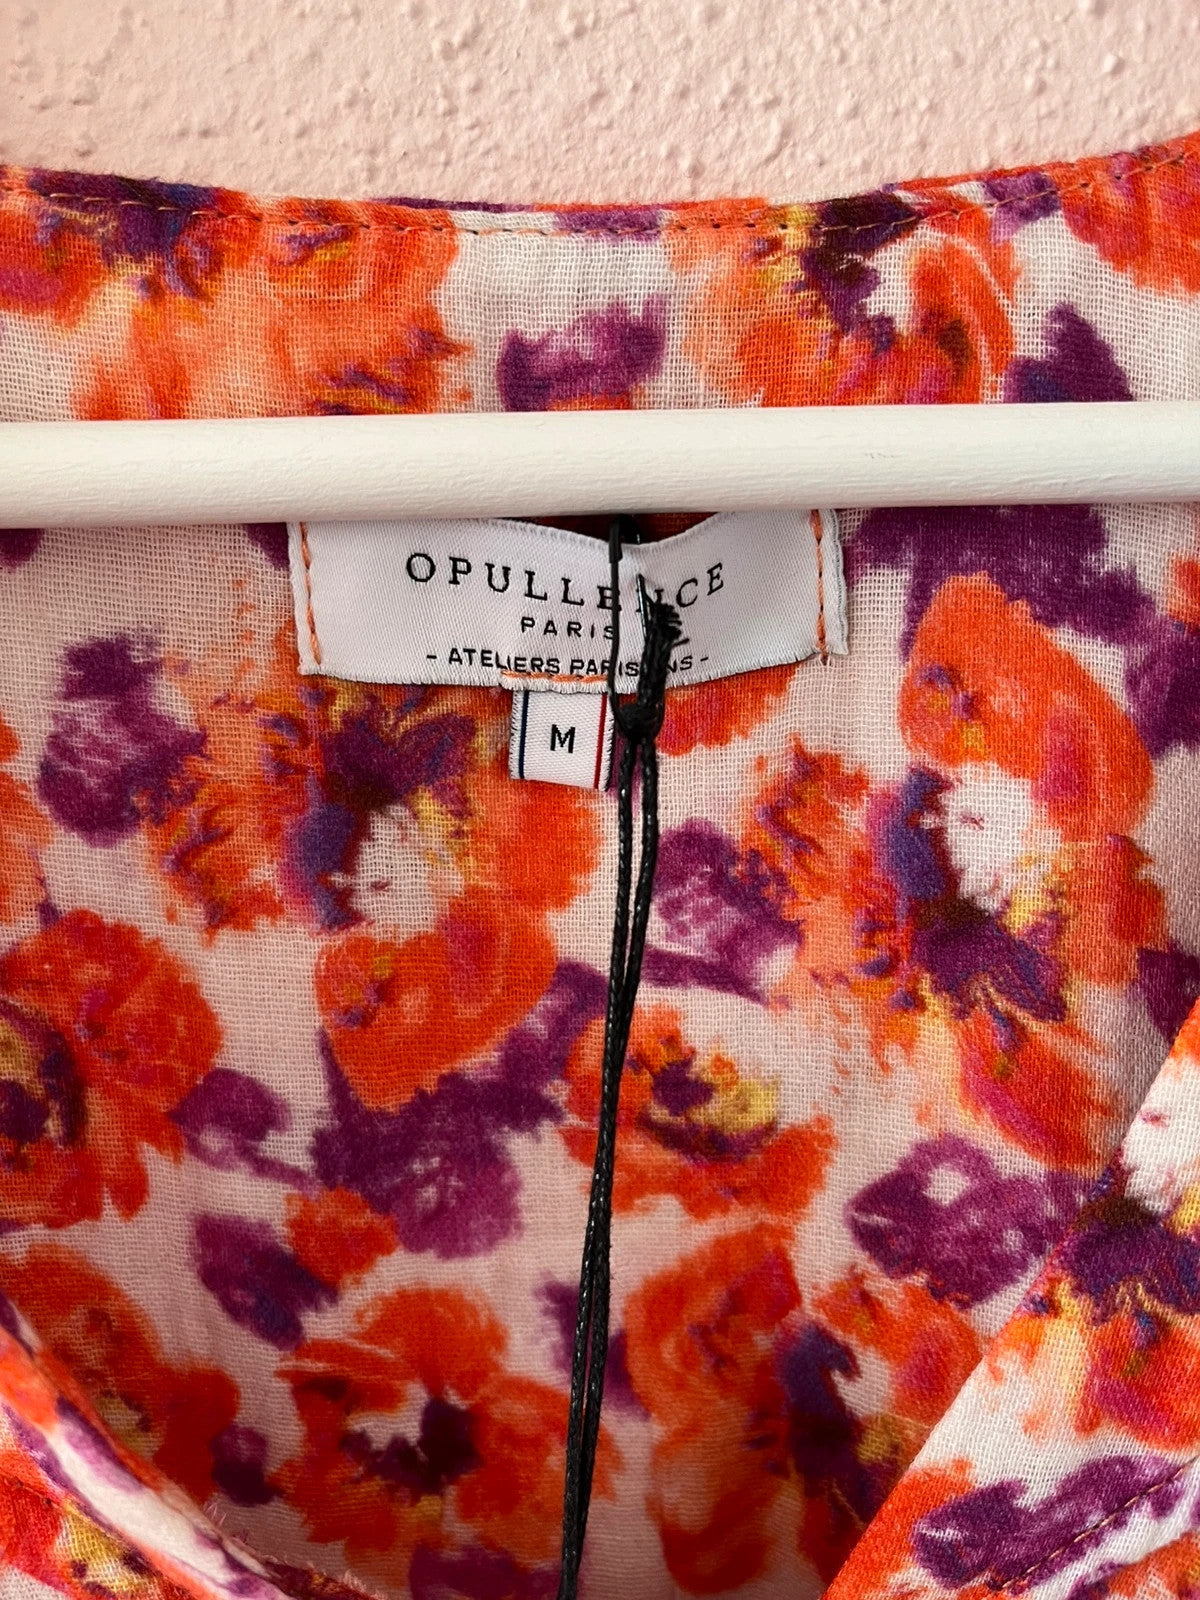 OPULLENCE
PARIS
- ATELIERS PARISIENS -
M